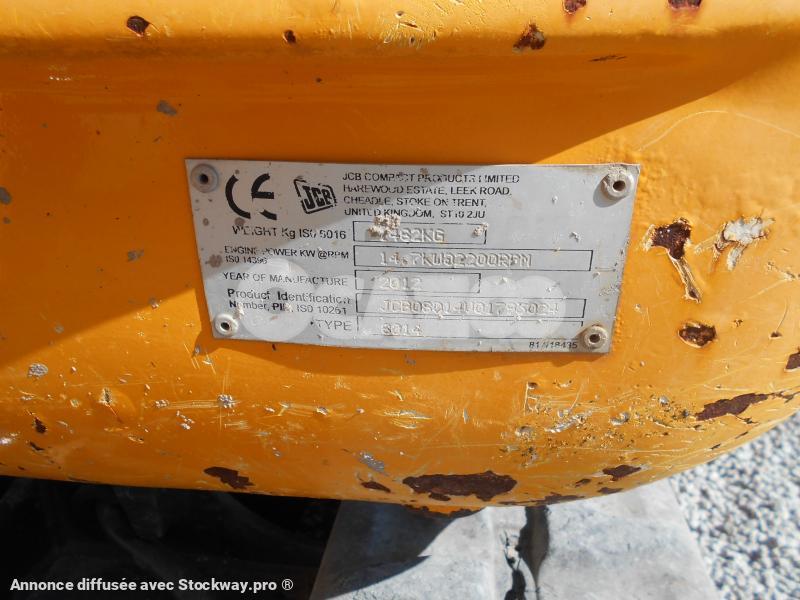 CE JCB
JCB COMPACT PRODUCTS LIMITED
HAREWOOD ESTATE, LEEK ROAD,
CHEADLE, STOKE ON TRENT,
UNITED KINGDOM, ST10 2JU
WEIGHT Kg ISO 6016
ENGINE POWER KW @RPM 14.7KW@2200RPM
ISO 14396
YEAR OF MANUFACTURE 2012
Product Identification
Number, PIN, ISO 10261
TYPE 8014
Annonce diffusée avec Stockway.pro ®